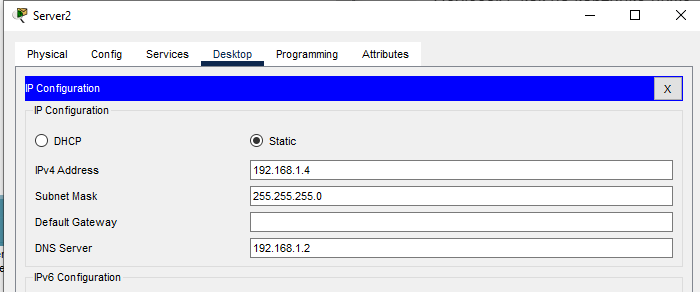 Server2
Physical Config Services Desktop Programming Attributes
IP Configuration X
IP Configuration
DHCP Static
IPv4 Address 192.168.1.4
Subnet Mask 255.255.255.0
Default Gateway
DNS Server 192.168.1.2
IPv6 Configuration